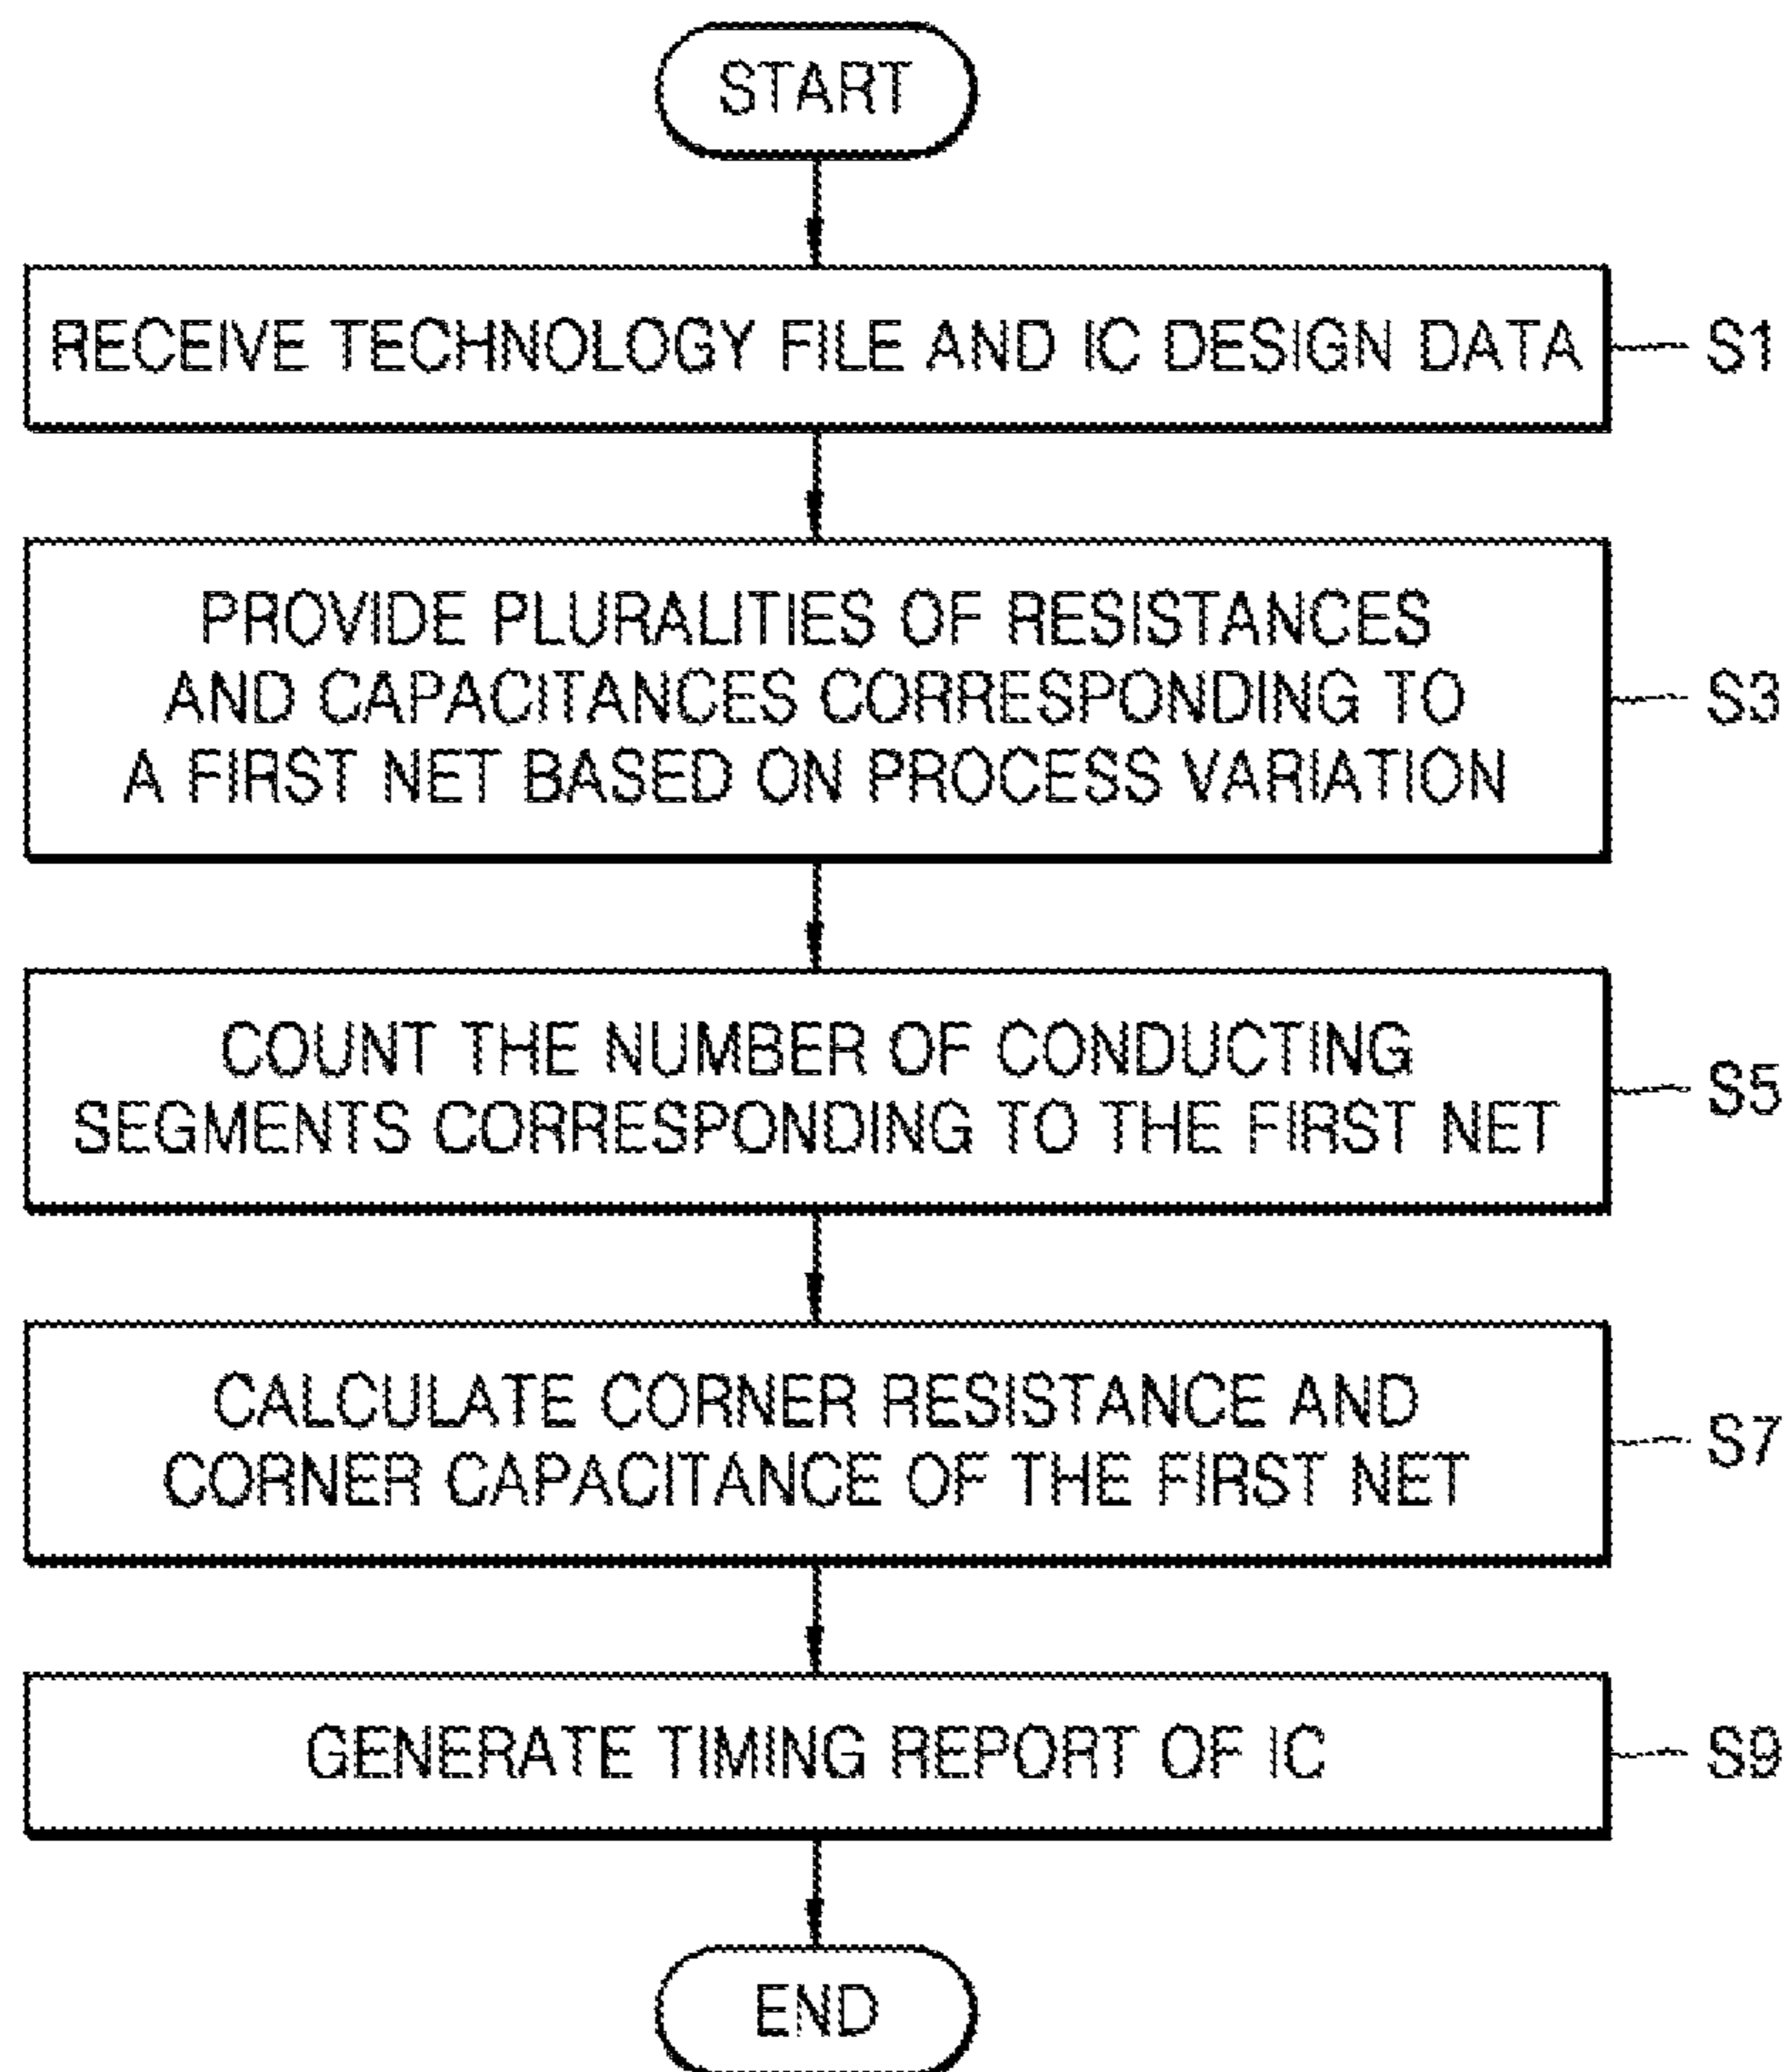 START
RECEIVE TECHNOLOGY FILE AND IC DESIGN DATA
S1
PROVIDE PLURALITIES OF RESISTANCES
AND CAPACITANCES CORRESPONDING TO
A FIRST NET BASED ON PROCESS VARIATION
S3
COUNT THE NUMBER OF CONDUCTING
SEGMENTS CORRESPONDING TO THE FIRST NET
S5
CALCULATE CORNER RESISTANCE AND
CORNER CAPACITANCE OF THE FIRST NET
S7
GENERATE TIMING REPORT OF IC
S9
END